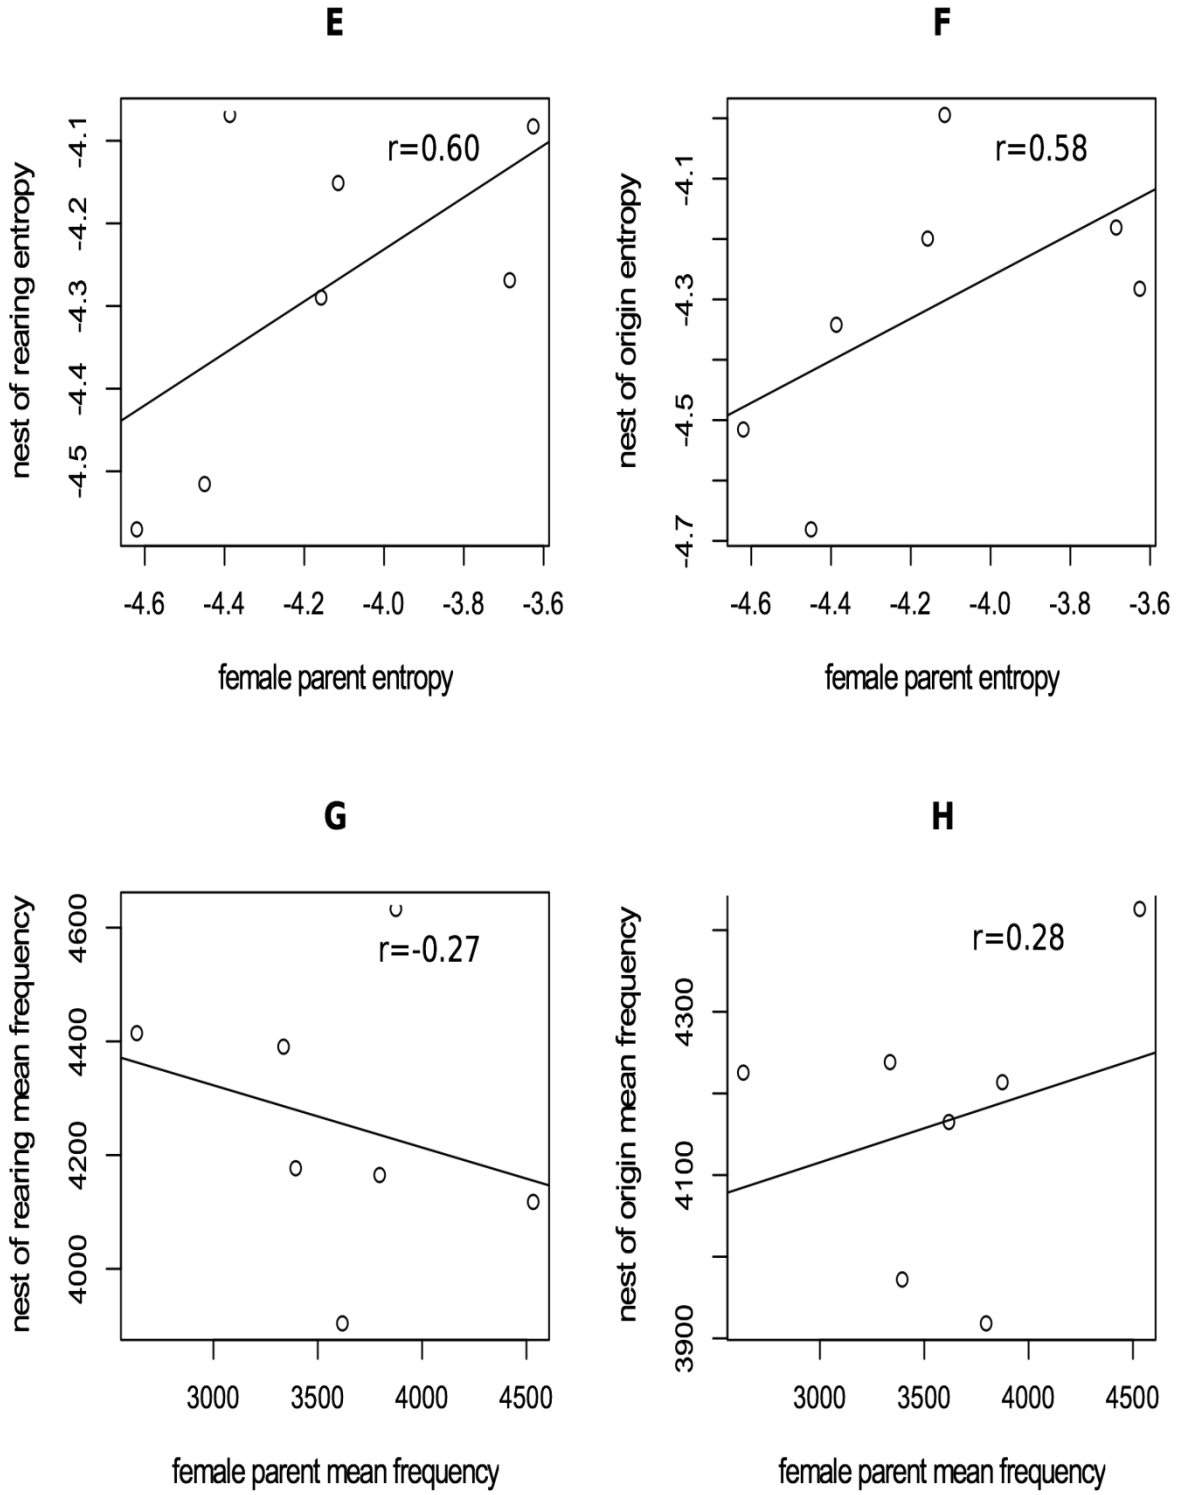 E
r=0.60
nest of rearing entropy
-4.1
-4.2
-4.3
-4.4
-4.5
-4.6 -4.4 -4.2 -4.0 -3.8 -3.6
female parent entropy
F
r=0.58
nest of origin entropy
-4.1
-4.3
-4.5
-4.7
-4.6 -4.4 -4.2 -4.0 -3.8 -3.6
female parent entropy
G
r=-0.27
nest of rearing mean frequency
4600
4400
4200
4000
3000 3500 4000 4500
female parent mean frequency
H
r=0.28
nest of origin mean frequency
4300
4100
3900
3000 3500 4000 4500
female parent mean frequency